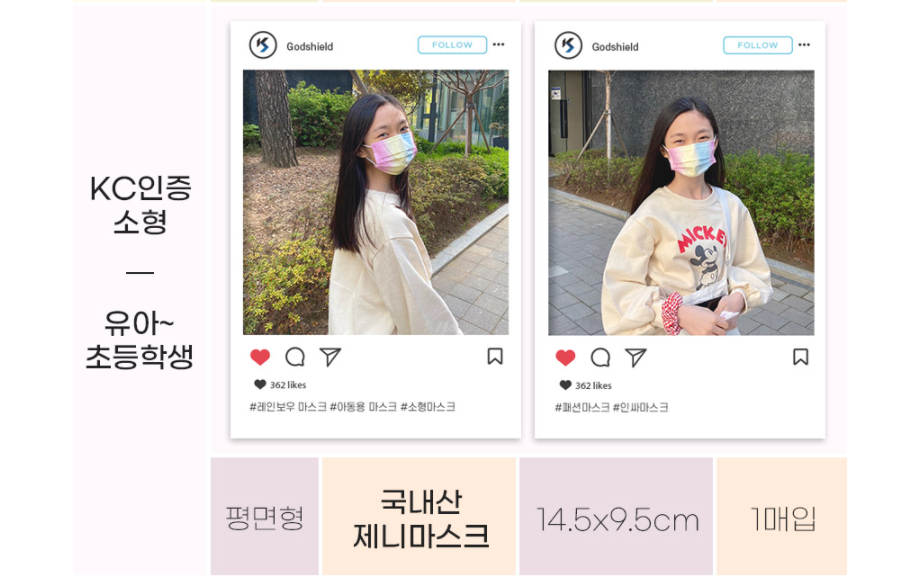 KC인증
소형
유아~
초등학생
Godshield
FOLLOW
362 likes
#레인보우 마스크 #아동용 마스크 #소형마스크
Godshield
FOLLOW
MICKEY
362 likes
#패션마스크 #인싸마스크
평면형
국내산
제니마스크
14.5x9.5cm
1매입